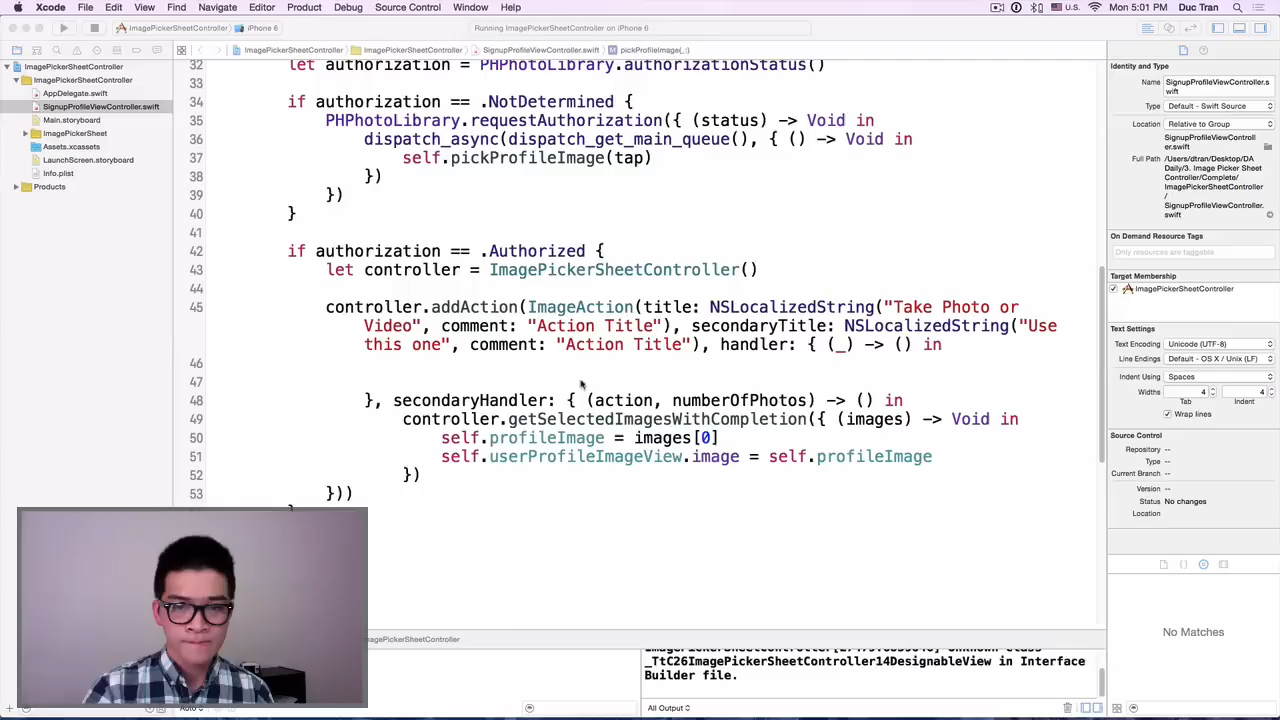 Xcode File Edit View Find Navigate Editor Product Debug Source Control Window Help U.S. Mon 5:01 PM Duc Tran
ImagePickerSheetController iPhone 6 Running ImagePickerSheetController on iPhone 6
ImagePickerSheetController ImagePickerSheetController SignupProfileViewController.swift pickProfileImage(_:)
ImagePickerSheetController
ImagePickerSheetController
AppDelegate.swift
SignupProfileViewController.swift
Main.storyboard
ImagePickerSheet
Assets.xcassets
LaunchScreen.storyboard
Info.plist
Products
32 let authorization = PHPhotoLibrary.authorizationStatus()
33
34 if authorization == .NotDetermined {
35 PHPhotoLibrary.requestAuthorization({ (status) -> Void in
36 dispatch_async(dispatch_get_main_queue(), { () -> Void in
37 self.pickProfileImage(tap)
38 })
39 })
40 }
41
42 if authorization == .Authorized {
43 let controller = ImagePickerSheetController()
44
45 controller.addAction(ImageAction(title: NSLocalizedString("Take Photo or
Video", comment: "Action Title"), secondaryTitle: NSLocalizedString("Use
this one", comment: "Action Title"), handler: { (_) -> () in
46
47
48 }, secondaryHandler: { (action, numberOfPhotos) -> () in
49 controller.getSelectedImagesWithCompletion({ (images) -> Void in
50 self.profileImage = images[0]
51 self.userProfileImageView.image = self.profileImage
52 })
53 }))
Identity and Type
Name SignupProfileViewController.s
wift
Type Default - Swift Source
Location Relative to Group
SignupProfileViewControll
er.swift
Full Path /Users/dtran/Desktop/DA
Daily/3. Image Picker Sheet
Controller/Complete/
ImagePickerSheetController
/
SignupProfileViewController.
swift
On Demand Resource Tags
Only resources are taggable
Target Membership
ImagePickerSheetController
Text Settings
Text Encoding Unicode (UTF-8)
Line Endings Default - OS X / Unix (LF)
Indent Using Spaces
Widths 4 4
Tab Indent
Wrap lines
Source Control
Repository --
Type --
Current Branch --
Version --
Status No changes
Location
No Matches
_TtC26ImagePickerSheetController14DesignableView in Interface
Builder file.
All Output